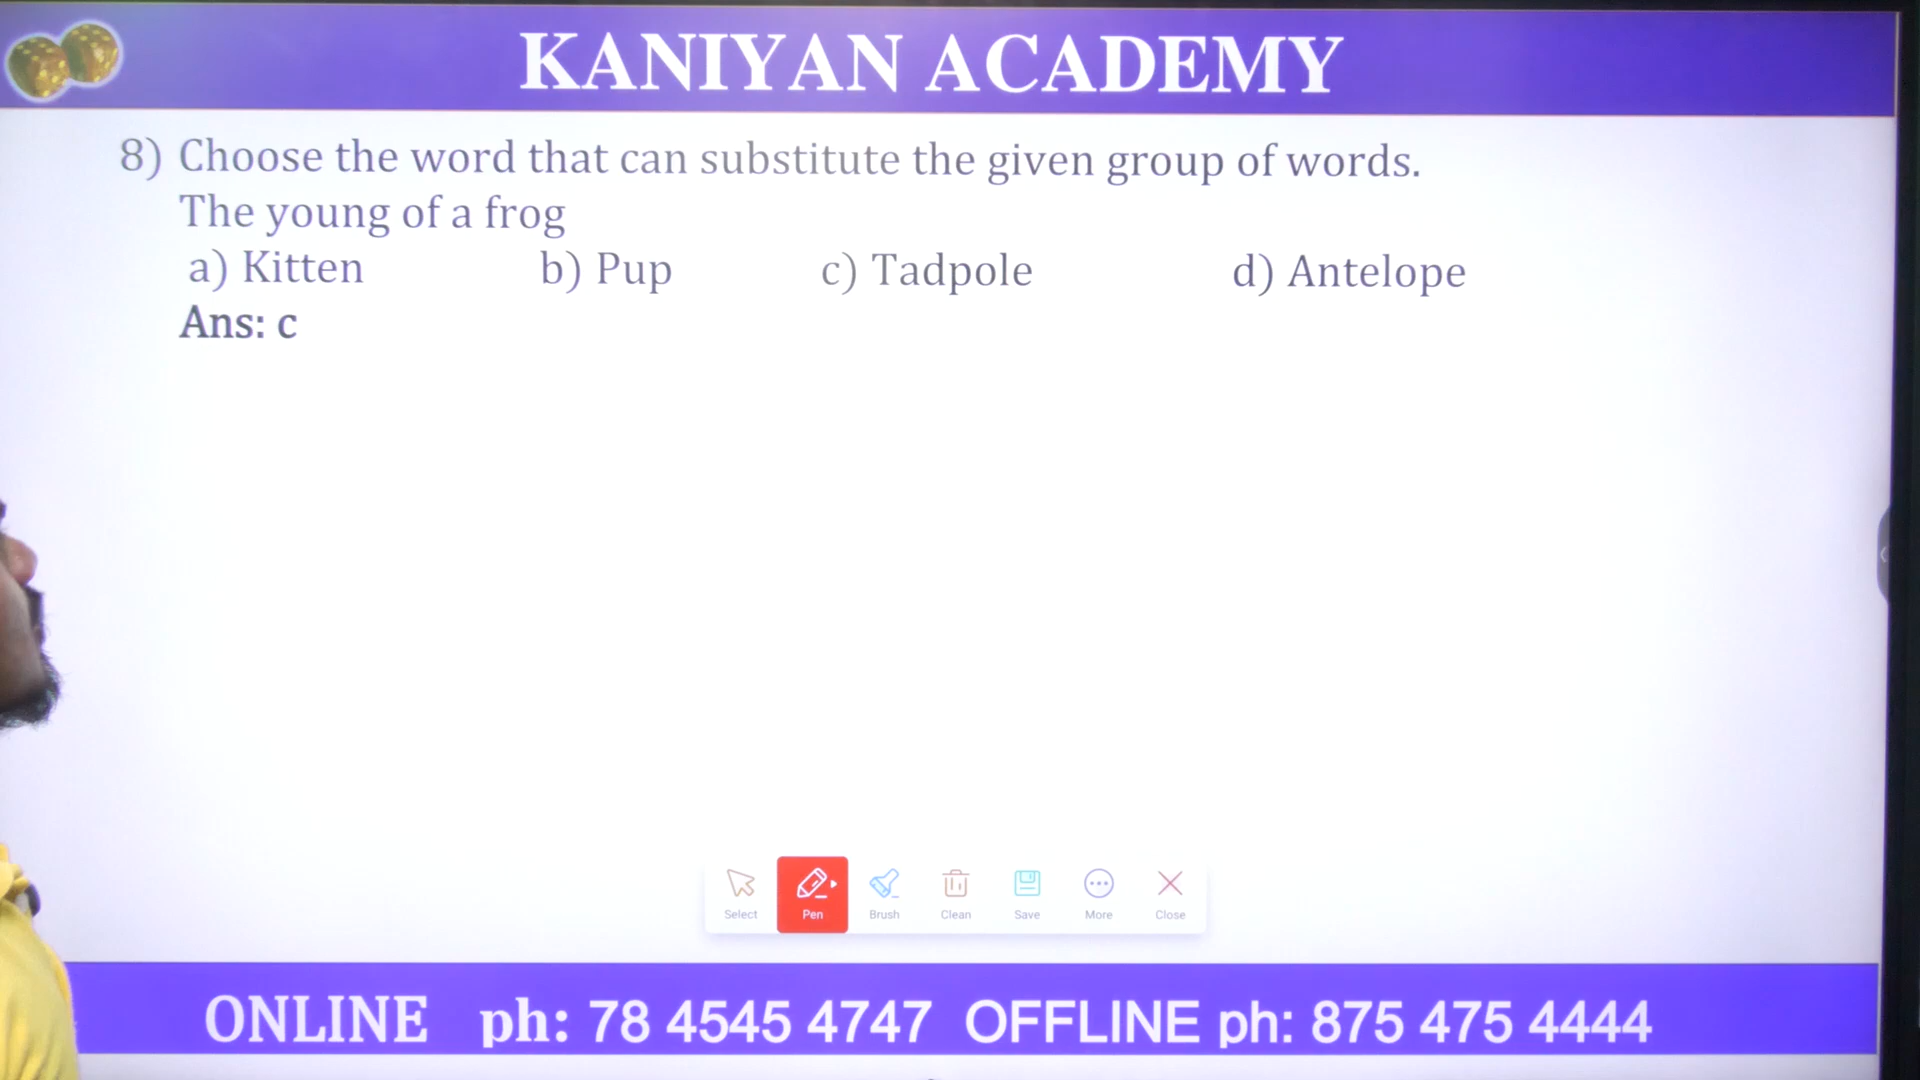 KANIYAN ACADEMY
8) Choose the word that can substitute the given group of words.
The young of a frog
a) Kitten b) Pup c) Tadpole d) Antelope
Ans: c
Select Pen Brush Clean Save More Close
ONLINE ph: 78 4545 4747 OFFLINE ph: 875 475 4444